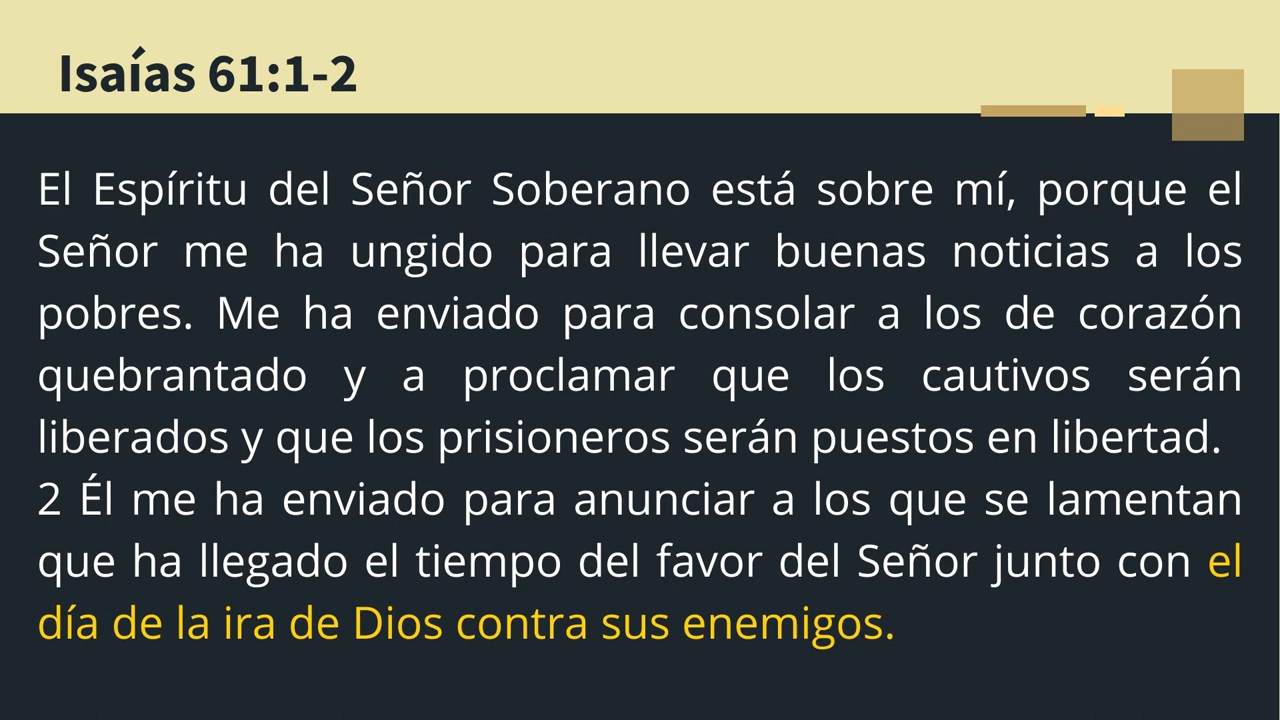 Isaías 61:1-2
El Espíritu del Señor Soberano está sobre mí, porque el
Señor me ha ungido para llevar buenas noticias a los
pobres. Me ha enviado para consolar a los de corazón
quebrantado y a proclamar que los cautivos serán
liberados y que los prisioneros serán puestos en libertad.
2 Él me ha enviado para anunciar a los que se lamentan
que ha llegado el tiempo del favor del Señor junto con el
día de la ira de Dios contra sus enemigos.